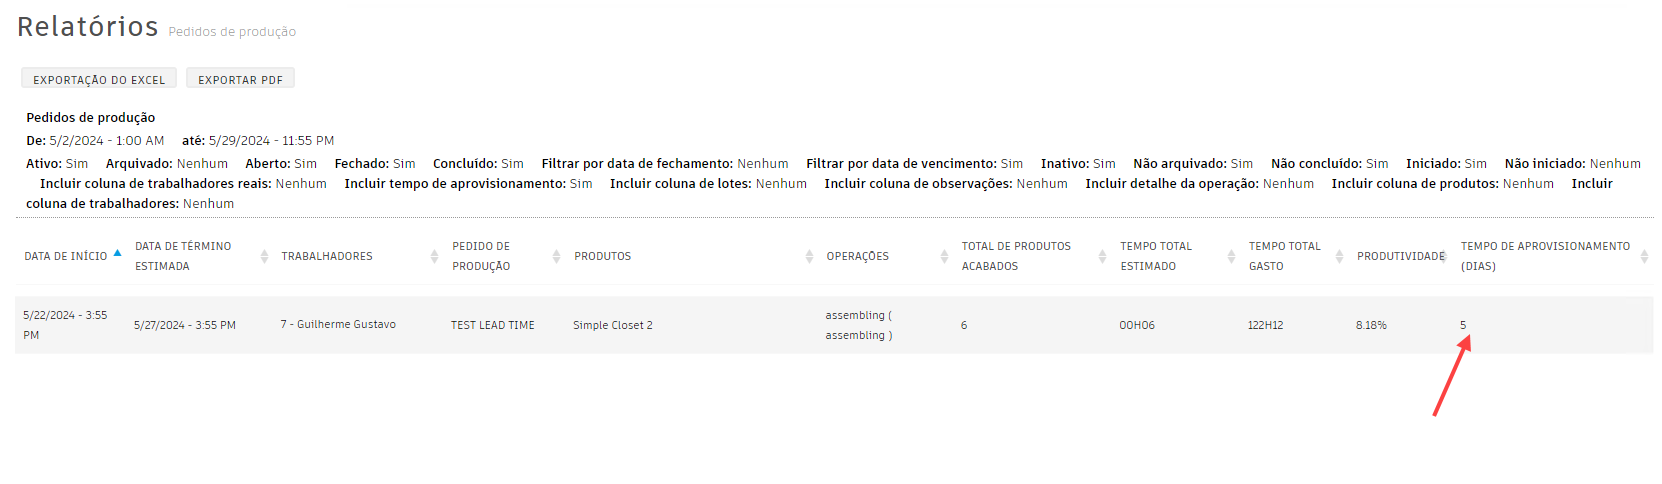 Relatórios Pedidos de produção
EXPORTAÇÃO DO EXCEL EXPORTAR PDF
Pedidos de produção
De: 5/2/2024 - 1:00 AM até: 5/29/2024 - 11:55 PM
Ativo: Sim Arquivado: Nenhum Aberto: Sim Fechado: Sim Concluído: Sim Filtrar por data de fechamento: Nenhum Filtrar por data de vencimento: Sim Inativo: Sim Não arquivado: Sim Não concluído: Sim Iniciado: Sim Não iniciado: Nenhum
Incluir coluna de trabalhadores reais: Nenhum Incluir tempo de aprovisionamento: Sim Incluir coluna de lotes: Nenhum Incluir coluna de observações: Nenhum Incluir detalhe da operação: Nenhum Incluir coluna de produtos: Nenhum Incluir
coluna de trabalhadores: Nenhum
DATA DE INÍCIO
DATA DE TÉRMINO
ESTIMADA
TRABALHADORES
PEDIDO DE
PRODUÇÃO
PRODUTOS
OPERAÇÕES
TOTAL DE PRODUTOS
ACABADOS
TEMPO TOTAL
ESTIMADO
TEMPO TOTAL
GASTO
PRODUTIVIDADE
TEMPO DE APROVISIONAMENTO
(DIAS)
5/22/2024 - 3:55
PM
5/27/2024 - 3:55 PM
7 - Guilherme Gustavo
TEST LEAD TIME
Simple Closet 2
assembling (
assembling )
6
00H06
122H12
8.18%
5